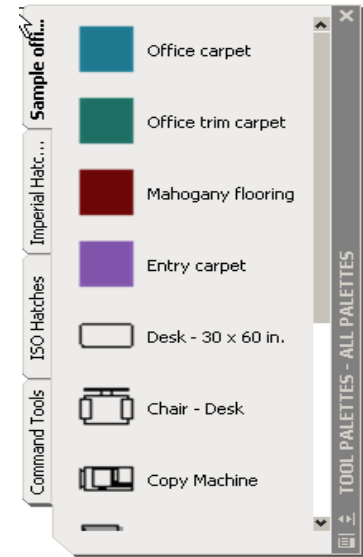 Sample offi...
Imperial Hatc...
ISO Hatches
Command Tools
Office carpet
Office trim carpet
Mahogany flooring
Entry carpet
Desk - 30 x 60 in.
Chair - Desk
Copy Machine
TOOL PALETTES - ALL PALETTES